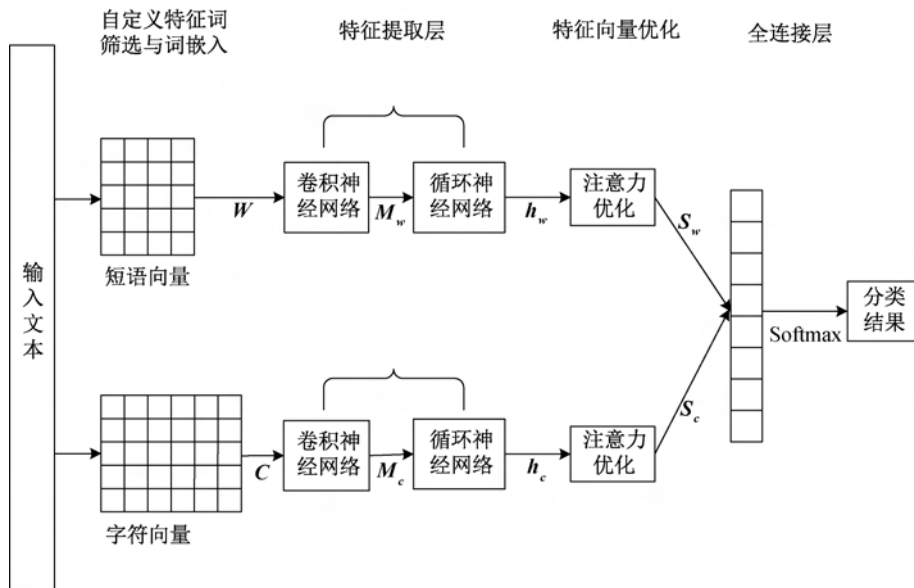 自定义特征词
筛选与词嵌入
特征提取层
特征向量优化
全连接层
输入文本
短语向量
W
卷积神
经网络
M_w
循环神
经网络
h_w
注意力
优化
S_w
Softmax
分类
结果
字符向量
C
卷积神
经网络
M_c
循环神
经网络
h_c
注意力
优化
S_c